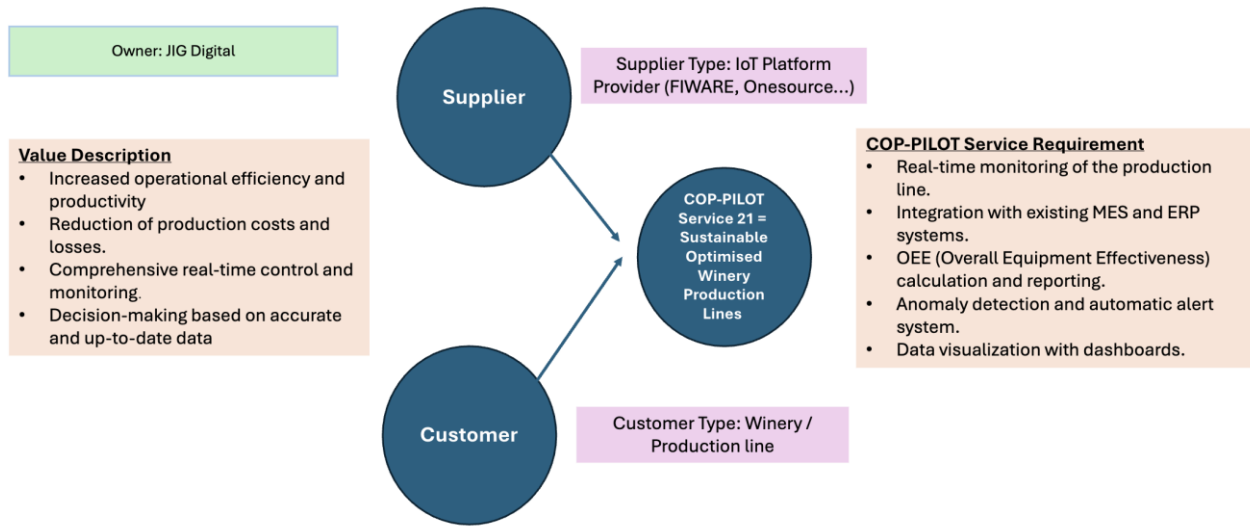 Owner: JIG Digital
Supplier
Supplier Type: IoT Platform
Provider (FIWARE, Onesource...)
Value Description
• Increased operational efficiency and
productivity
• Reduction of production costs and
losses.
• Comprehensive real-time control and
monitoring.
• Decision-making based on accurate
and up-to-date data
COP-PILOT
Service 21 =
Sustainable
Optimised
Winery
Production
Lines
COP-PILOT Service Requirement
• Real-time monitoring of the production
line.
• Integration with existing MES and ERP
systems.
• OEE (Overall Equipment Effectiveness)
calculation and reporting.
• Anomaly detection and automatic alert
system.
• Data visualization with dashboards.
Customer
Customer Type: Winery /
Production line